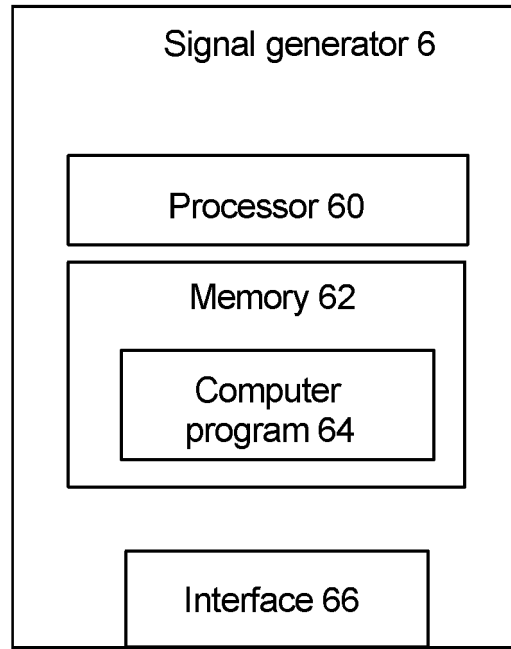 Signal generator 6
Processor 60
Memory 62
Computer
program 64
Interface 66